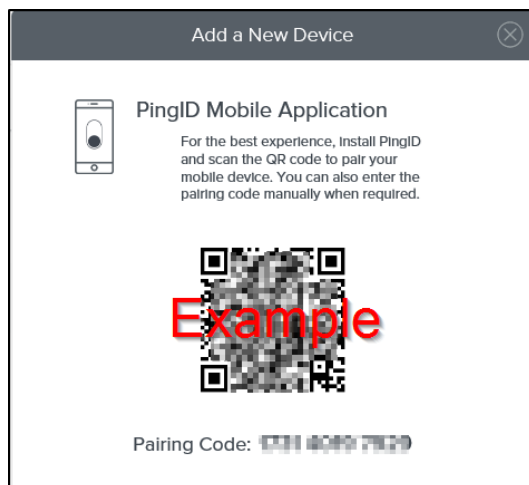 Add a New Device
PingID Mobile Application
For the best experience, install PingID
and scan the QR code to pair your
mobile device. You can also enter the
pairing code manually when required.
Example
Pairing Code: